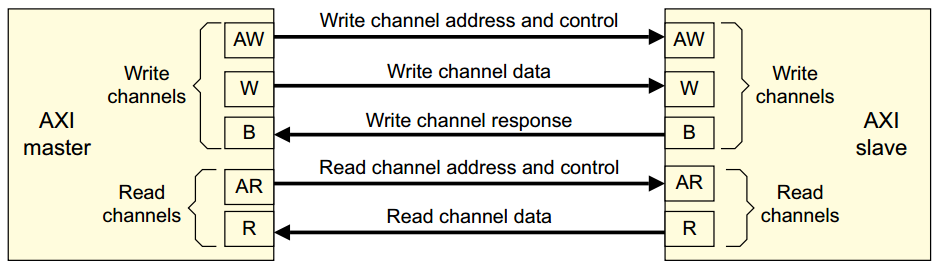 Write channel address and control
AW
AW
Write
channels
Write channel data
Write
channels
W
W
AXI
master
Write channel response
AXI
slave
B
B
Read channel address and control
AR
AR
Read
channels
Read
channels
Read channel data
R
R